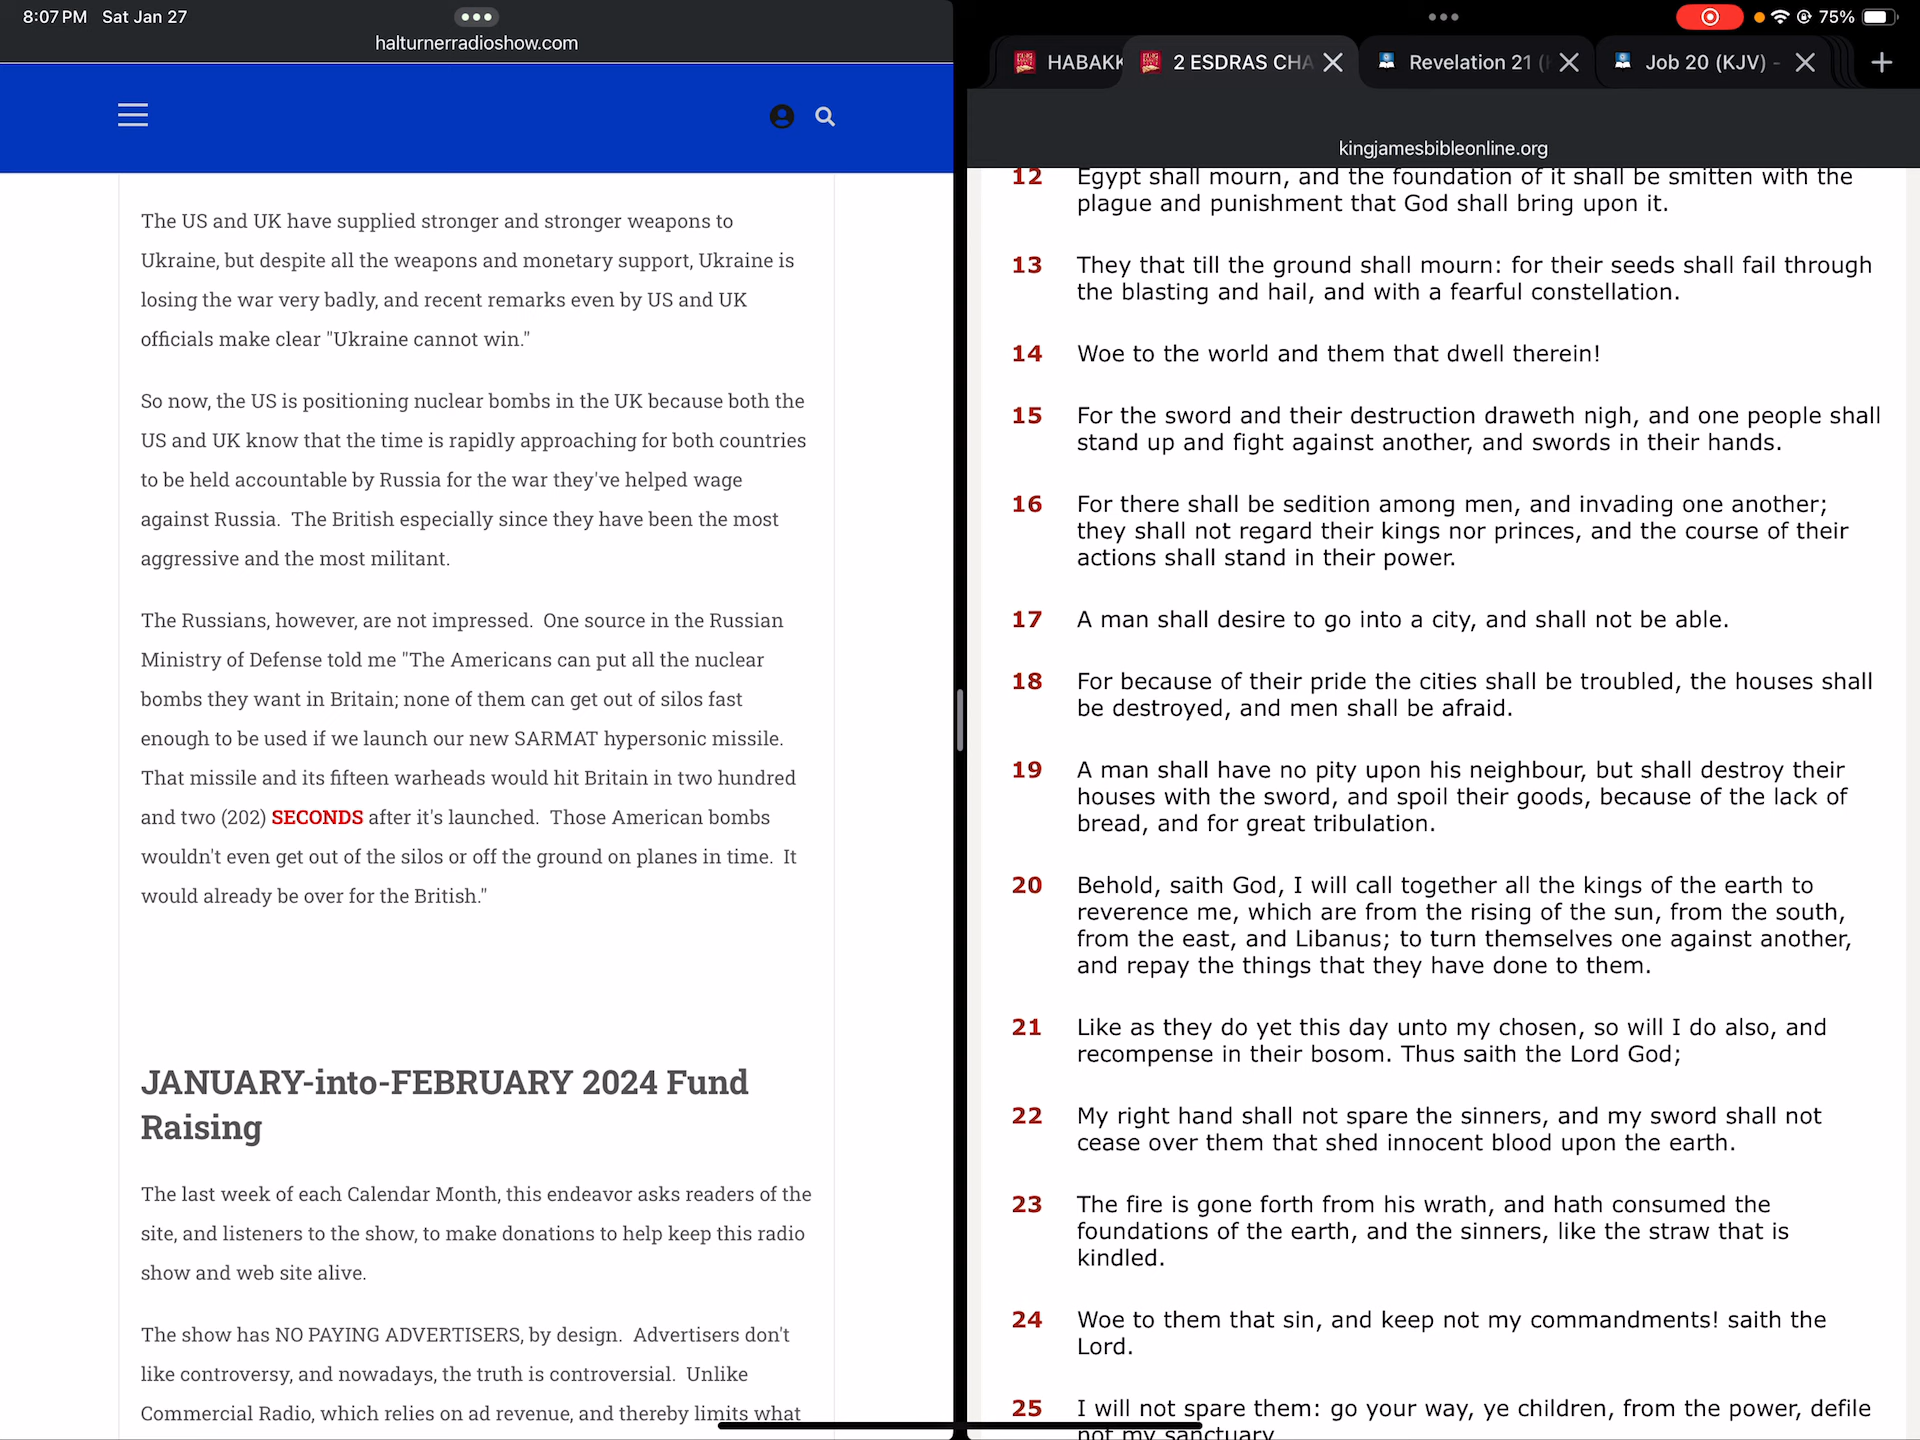 8:07 PM Sat Jan 27
halturnerradioshow.com
The US and UK have supplied stronger and stronger weapons to
Ukraine, but despite all the weapons and monetary support, Ukraine is
losing the war very badly, and recent remarks even by US and UK
officials make clear "Ukraine cannot win."
So now, the US is positioning nuclear bombs in the UK because both the
US and UK know that the time is rapidly approaching for both countries
to be held accountable by Russia for the war they've helped wage
against Russia.  The British especially since they have been the most
aggressive and the most militant.
The Russians, however, are not impressed.  One source in the Russian
Ministry of Defense told me "The Americans can put all the nuclear
bombs they want in Britain; none of them can get out of silos fast
enough to be used if we launch our new SARMAT hypersonic missile.
That missile and its fifteen warheads would hit Britain in two hundred
and two (202) SECONDS after it's launched.  Those American bombs
wouldn't even get out of the silos or off the ground on planes in time.  It
would already be over for the British."
JANUARY-into-FEBRUARY 2024 Fund
Raising
The last week of each Calendar Month, this endeavor asks readers of the
site, and listeners to the show, to make donations to help keep this radio
show and web site alive.
The show has NO PAYING ADVERTISERS, by design.  Advertisers don't
like controversy, and nowadays, the truth is controversial.  Unlike
Commercial Radio, which relies on ad revenue, and thereby limits what
75%
HABAKK
2 ESDRAS CHA
Revelation 21 (
Job 20 (KJV) -
kingjamesbibleonline.org
12 Egypt shall mourn, and the foundation of it shall be smitten with the
plague and punishment that God shall bring upon it.
13 They that till the ground shall mourn: for their seeds shall fail through
the blasting and hail, and with a fearful constellation.
14 Woe to the world and them that dwell therein!
15 For the sword and their destruction draweth nigh, and one people shall
stand up and fight against another, and swords in their hands.
16 For there shall be sedition among men, and invading one another;
they shall not regard their kings nor princes, and the course of their
actions shall stand in their power.
17 A man shall desire to go into a city, and shall not be able.
18 For because of their pride the cities shall be troubled, the houses shall
be destroyed, and men shall be afraid.
19 A man shall have no pity upon his neighbour, but shall destroy their
houses with the sword, and spoil their goods, because of the lack of
bread, and for great tribulation.
20 Behold, saith God, I will call together all the kings of the earth to
reverence me, which are from the rising of the sun, from the south,
from the east, and Libanus; to turn themselves one against another,
and repay the things that they have done to them.
21 Like as they do yet this day unto my chosen, so will I do also, and
recompense in their bosom. Thus saith the Lord God;
22 My right hand shall not spare the sinners, and my sword shall not
cease over them that shed innocent blood upon the earth.
23 The fire is gone forth from his wrath, and hath consumed the
foundations of the earth, and the sinners, like the straw that is
kindled.
24 Woe to them that sin, and keep not my commandments! saith the
Lord.
25 I will not spare them: go your way, ye children, from the power, defile
not my sanctuary